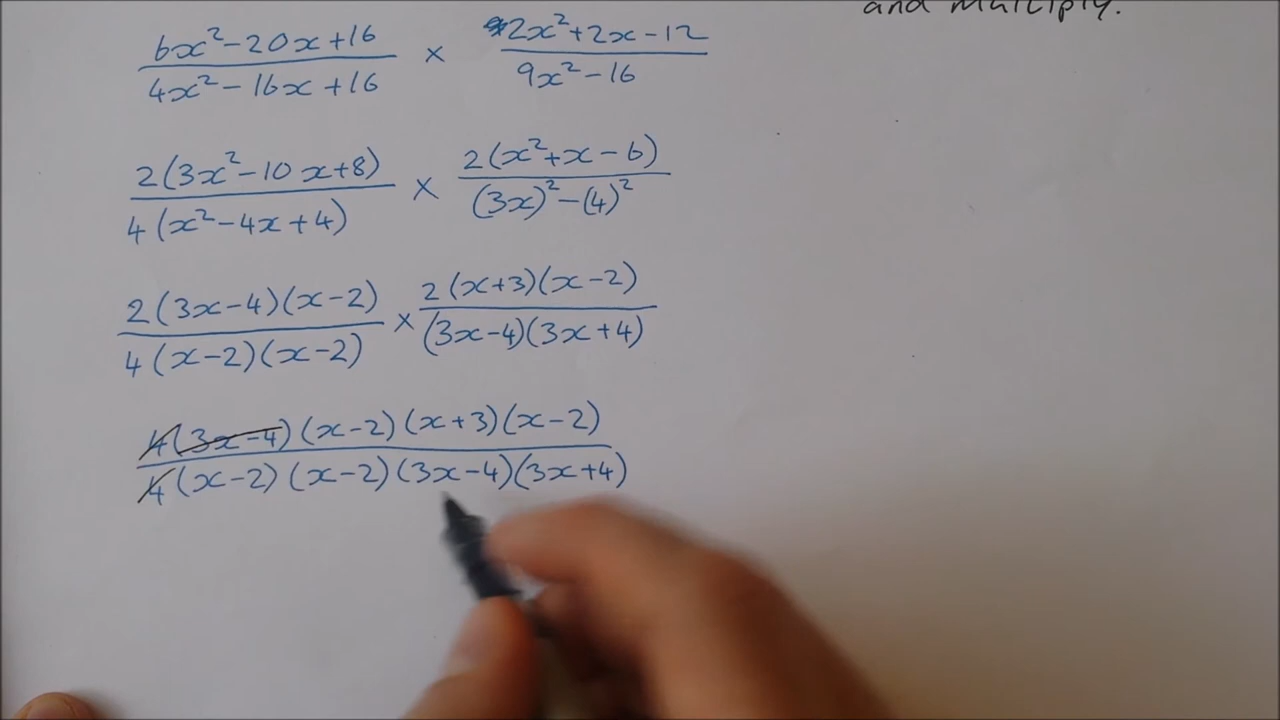 and multiply.
6x²-20x+16 / 4x²-16x+16 × 2x²+2x-12 / 9x²-16
2(3x²-10x+8) / 4(x²-4x+4) × 2(x²+x-6) / (3x)²-(4)²
2(3x-4)(x-2) / 4(x-2)(x-2) × 2(x+3)(x-2) / (3x-4)(3x+4)
4(3x-4)(x-2)(x+3)(x-2) / 4(x-2)(x-2)(3x-4)(3x+4)